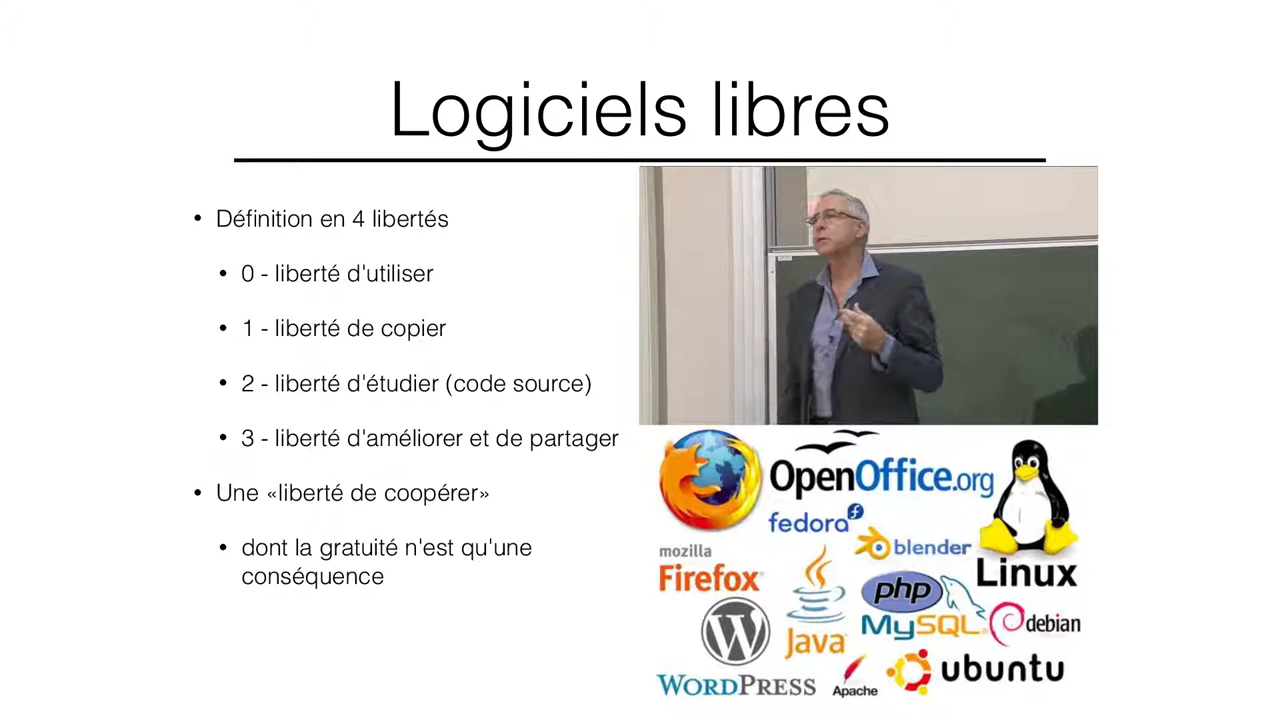 Logiciels libres
• Définition en 4 libertés
• 0 - liberté d'utiliser
• 1 - liberté de copier
• 2 - liberté d'étudier (code source)
• 3 - liberté d'améliorer et de partager
• Une «liberté de coopérer»
• dont la gratuité n'est qu'une
conséquence
OpenOffice.org
fedora
blender
mozilla
Firefox
Linux
php
MySQL
Java
debian
WORDPRESS
Apache
ubuntu